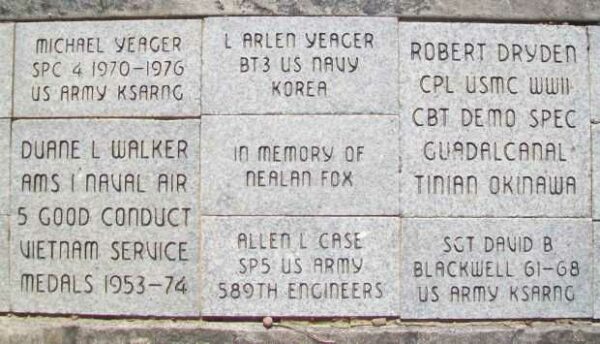 MICHAEL YEAGER
SPC 4 1970-1976
US ARMY KSARNG
DUANE L WALKER
AMS 1 NAVAL AIR
5 GOOD CONDUCT
VIETNAM SERVICE
MEDALS 1953-74
L ARLEN YEAGER
BT3 US NAVY
KOREA
IN MEMORY OF
NEALAN FOX
ALLEN L CASE
SP5 US ARMY
589TH ENGINEERS
ROBERT DRYDEN
CPL USMC WWII
CBT DEMO SPEC
GUADALCANAL
TINIAN OKINAWA
SGT DAVID B
BLACKWELL 61-68
US ARMY KSARNG